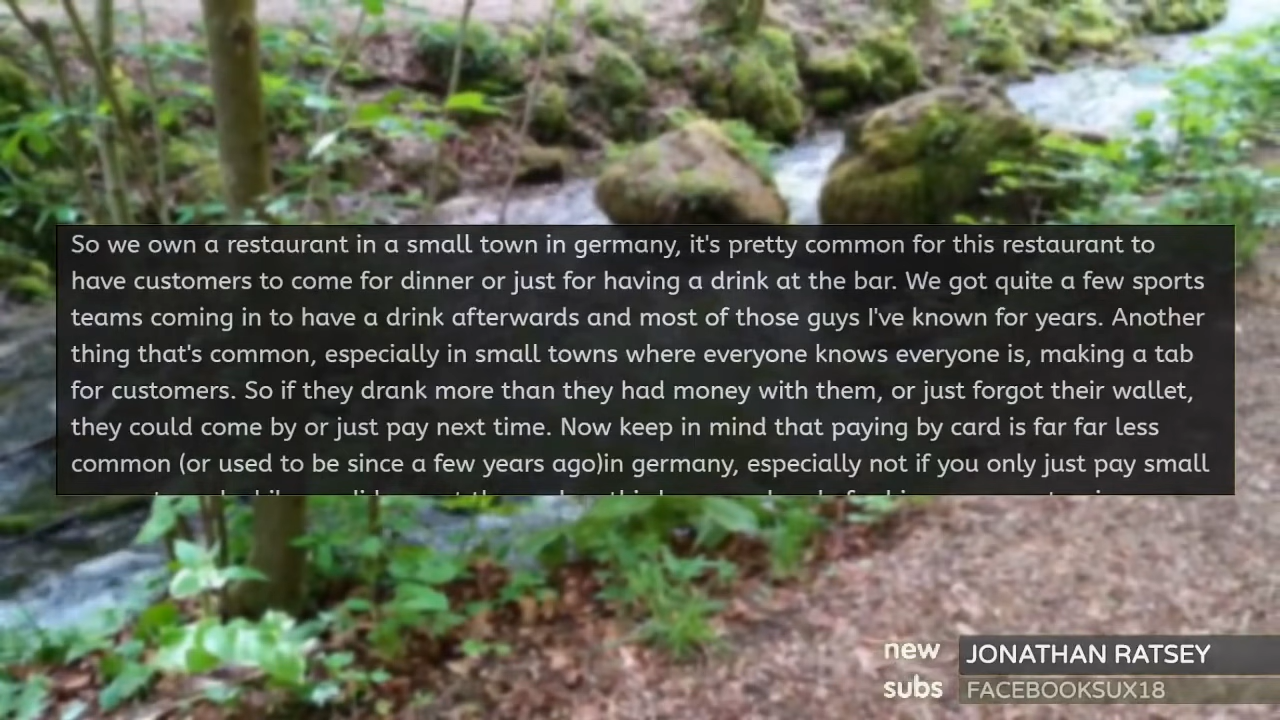 So we own a restaurant in a small town in germany, it's pretty common for this restaurant to
have customers to come for dinner or just for having a drink at the bar. We got quite a few sports
teams coming in to have a drink afterwards and most of those guys I've known for years. Another
thing that's common, especially in small towns where everyone knows everyone is, making a tab
for customers. So if they drank more than they had money with them, or just forgot their wallet,
they could come by or just pay next time. Now keep in mind that paying by card is far far less
common (or used to be since a few years ago)in germany, especially not if you only just pay small
new JONATHAN RATSEY
subs FACEBOOKSUX18